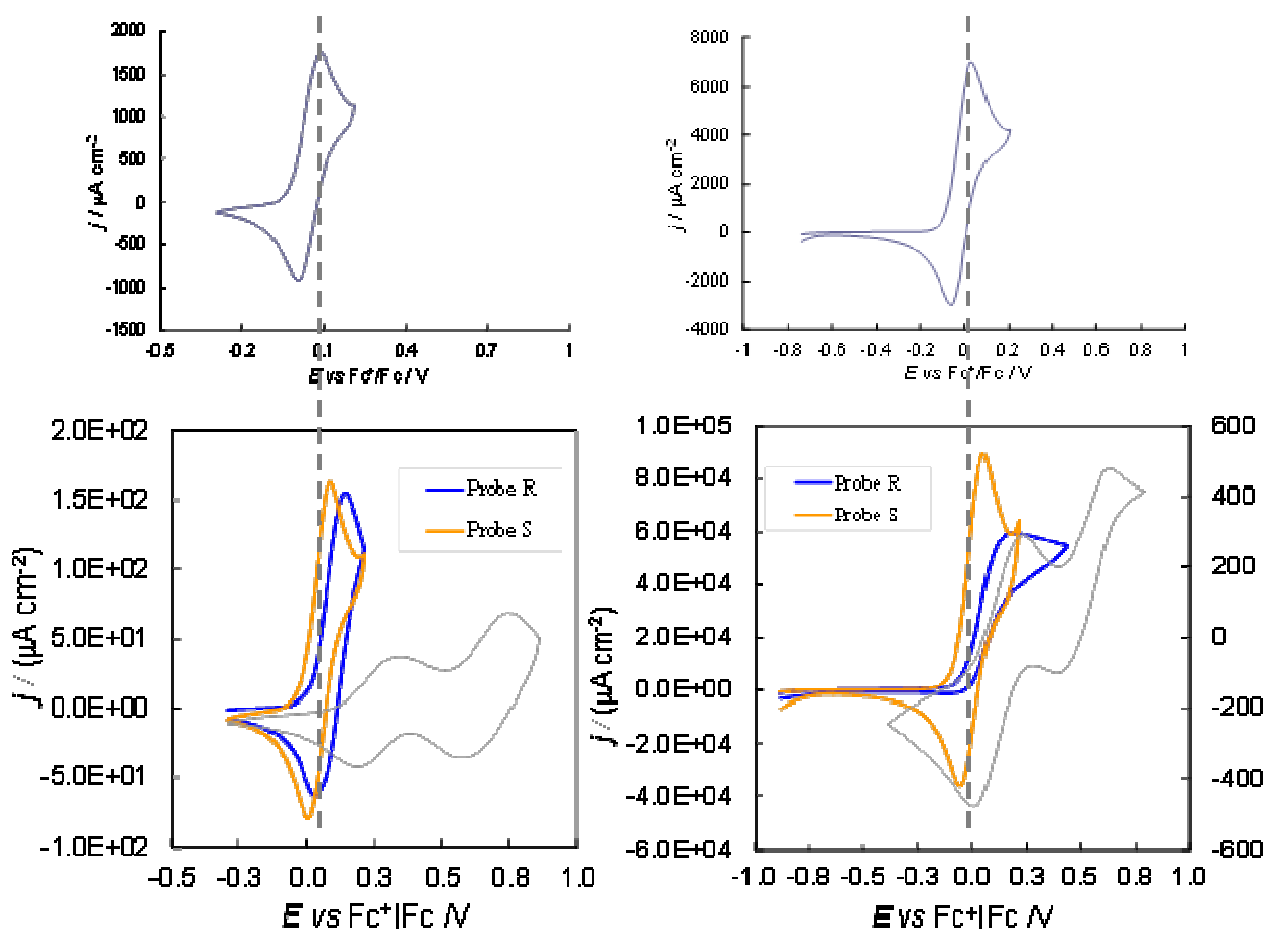 2000
1500
1000
500
0
-500
-1000
-1500
j / µA cm-2
-0.5 -0.2 0.1 0.4 0.7 1
E vs Fc+/Fc / V
8000
6000
4000
2000
0
-2000
-4000
j / µA cm-2
-1 -0.8 -0.6 -0.4 -0.2 0 0.2 0.4 0.6 0.8 1
E vs Fc+/Fc / V
2.0E+02
1.5E+02
1.0E+02
5.0E+01
0.0E+00
-5.0E+01
-1.0E+02
j / (µA cm-2)
Probe R
Probe S
-0.5 -0.3 0.0 0.3 0.5 0.8 1.0
E vs Fc+|Fc /V
1.0E+05
8.0E+04
6.0E+04
4.0E+04
2.0E+04
0.0E+00
-2.0E+04
-4.0E+04
-6.0E+04
j / (µA cm-2)
Probe R
Probe S
600
400
200
0
-200
-400
-600
-1.0 -0.8 -0.5 -0.3 0.0 0.3 0.5 0.8 1.0
E vs Fc+|Fc /V